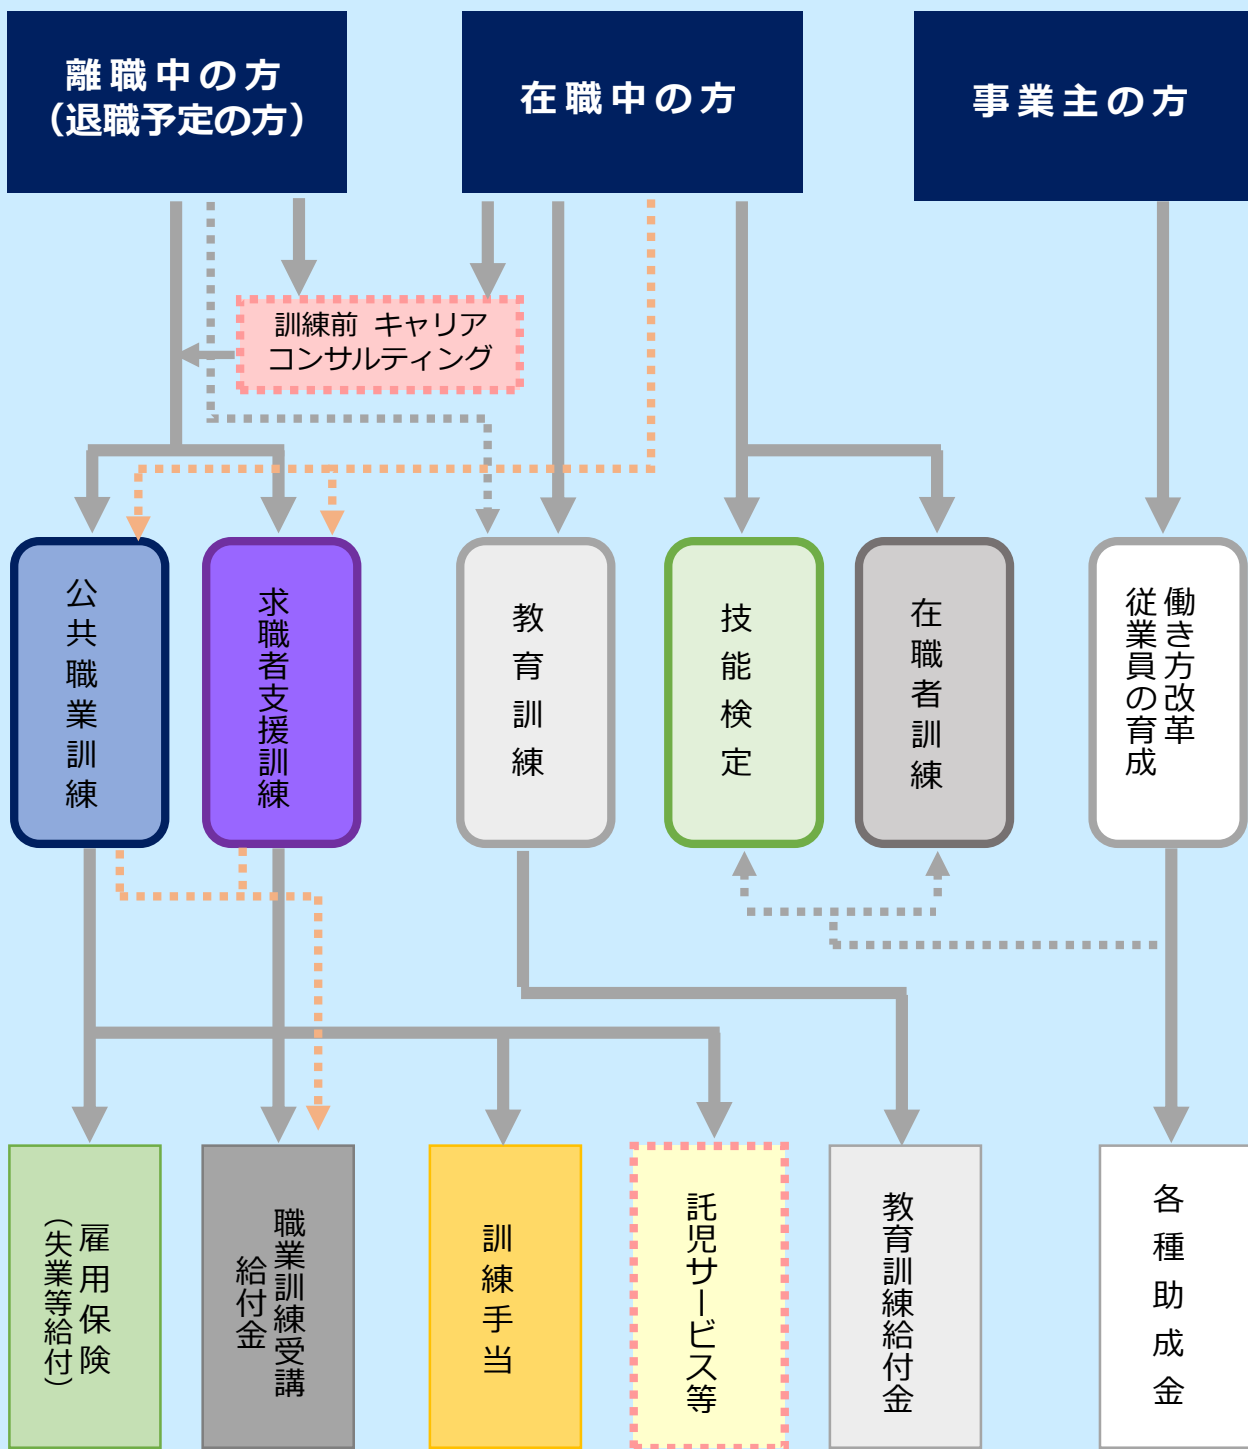 離職中の方
（退職予定の方）
在職中の方
事業主の方
訓練前 キャリア
コンサルティング
公共職業訓練
求職者支援訓練
教育訓練
技能検定
在職者訓練
働き方改革
従業員の育成
雇用保険
（失業等給付）
職業訓練受講
給付金
訓練手当
託児サービス等
教育訓練給付金
各種助成金